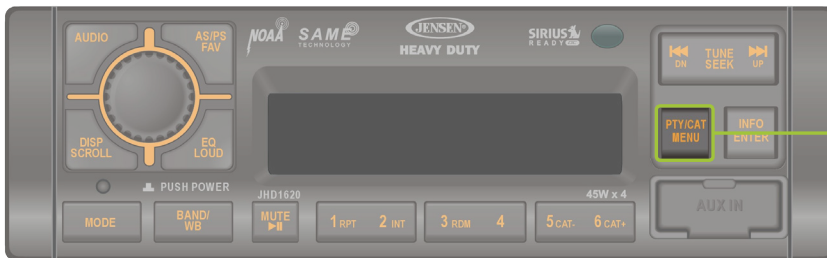 AUDIO
AS/PS
FAV
DISP
SCROLL
EQ
LOUD
PUSH POWER
MODE
BAND/
WB
NOAA
SAME
TECHNOLOGY
JENSEN®
HEAVY DUTY
SIRIUS
READY
JHD1620
45W x 4
MUTE
1 RPT 2 INT
3 RDM 4
5 CAT- 6 CAT+
DN TUNE UP
SEEK
PTY/CAT
MENU
INFO
ENTER
AUX IN